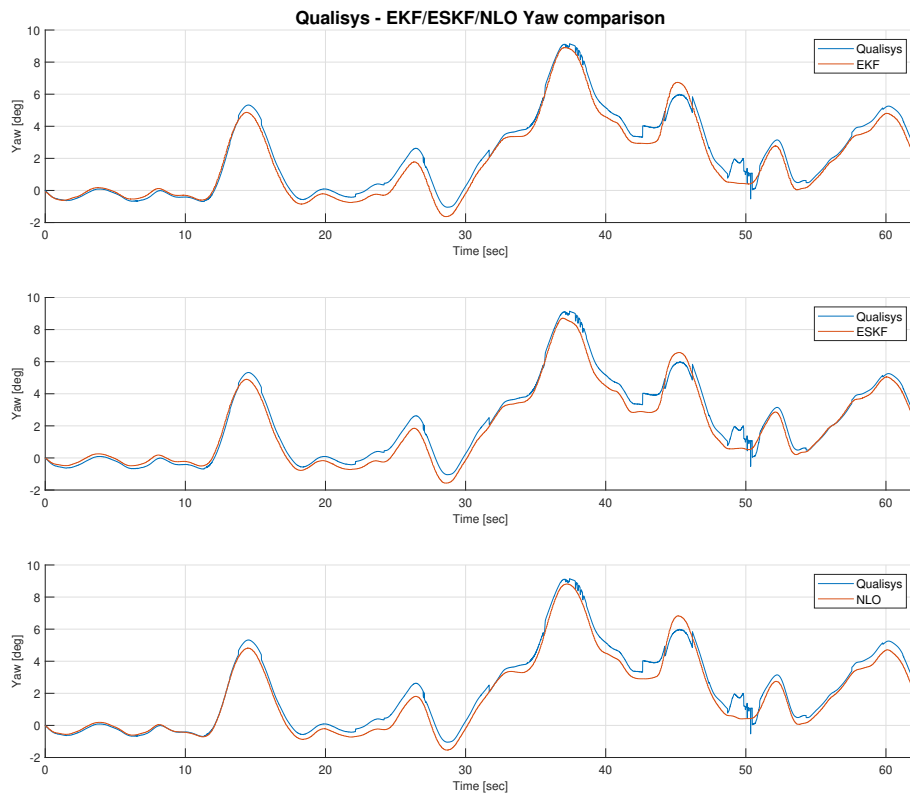 Qualisys - EKF/ESKF/NLO Yaw comparison
10
8
6
4
2
0
-2
Yaw [deg]
Qualisys
EKF
0 10 20 30 40 50 60
Time [sec]
10
8
6
4
2
0
-2
Yaw [deg]
Qualisys
ESKF
0 10 20 30 40 50 60
Time [sec]
10
8
6
4
2
0
-2
Yaw [deg]
Qualisys
NLO
0 10 20 30 40 50 60
Time [sec]